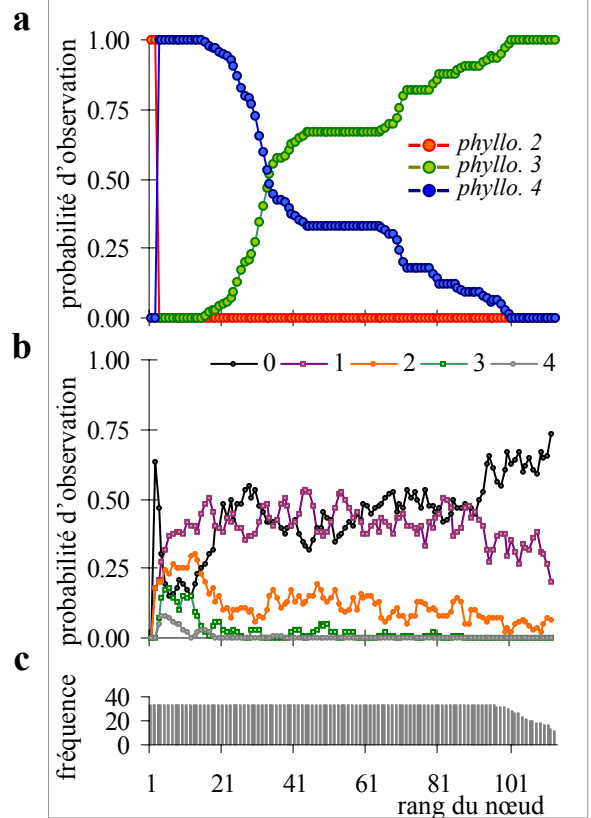 a
probabilité d'observation
1.00
0.75
0.50
0.25
0.00
phyllo. 2
phyllo. 3
phyllo. 4
b
probabilité d'observation
1.00
0.75
0.50
0.25
0.00
0 1 2 3 4
c
fréquence
40
20
0
1 21 41 61 81 101
rang du nœud